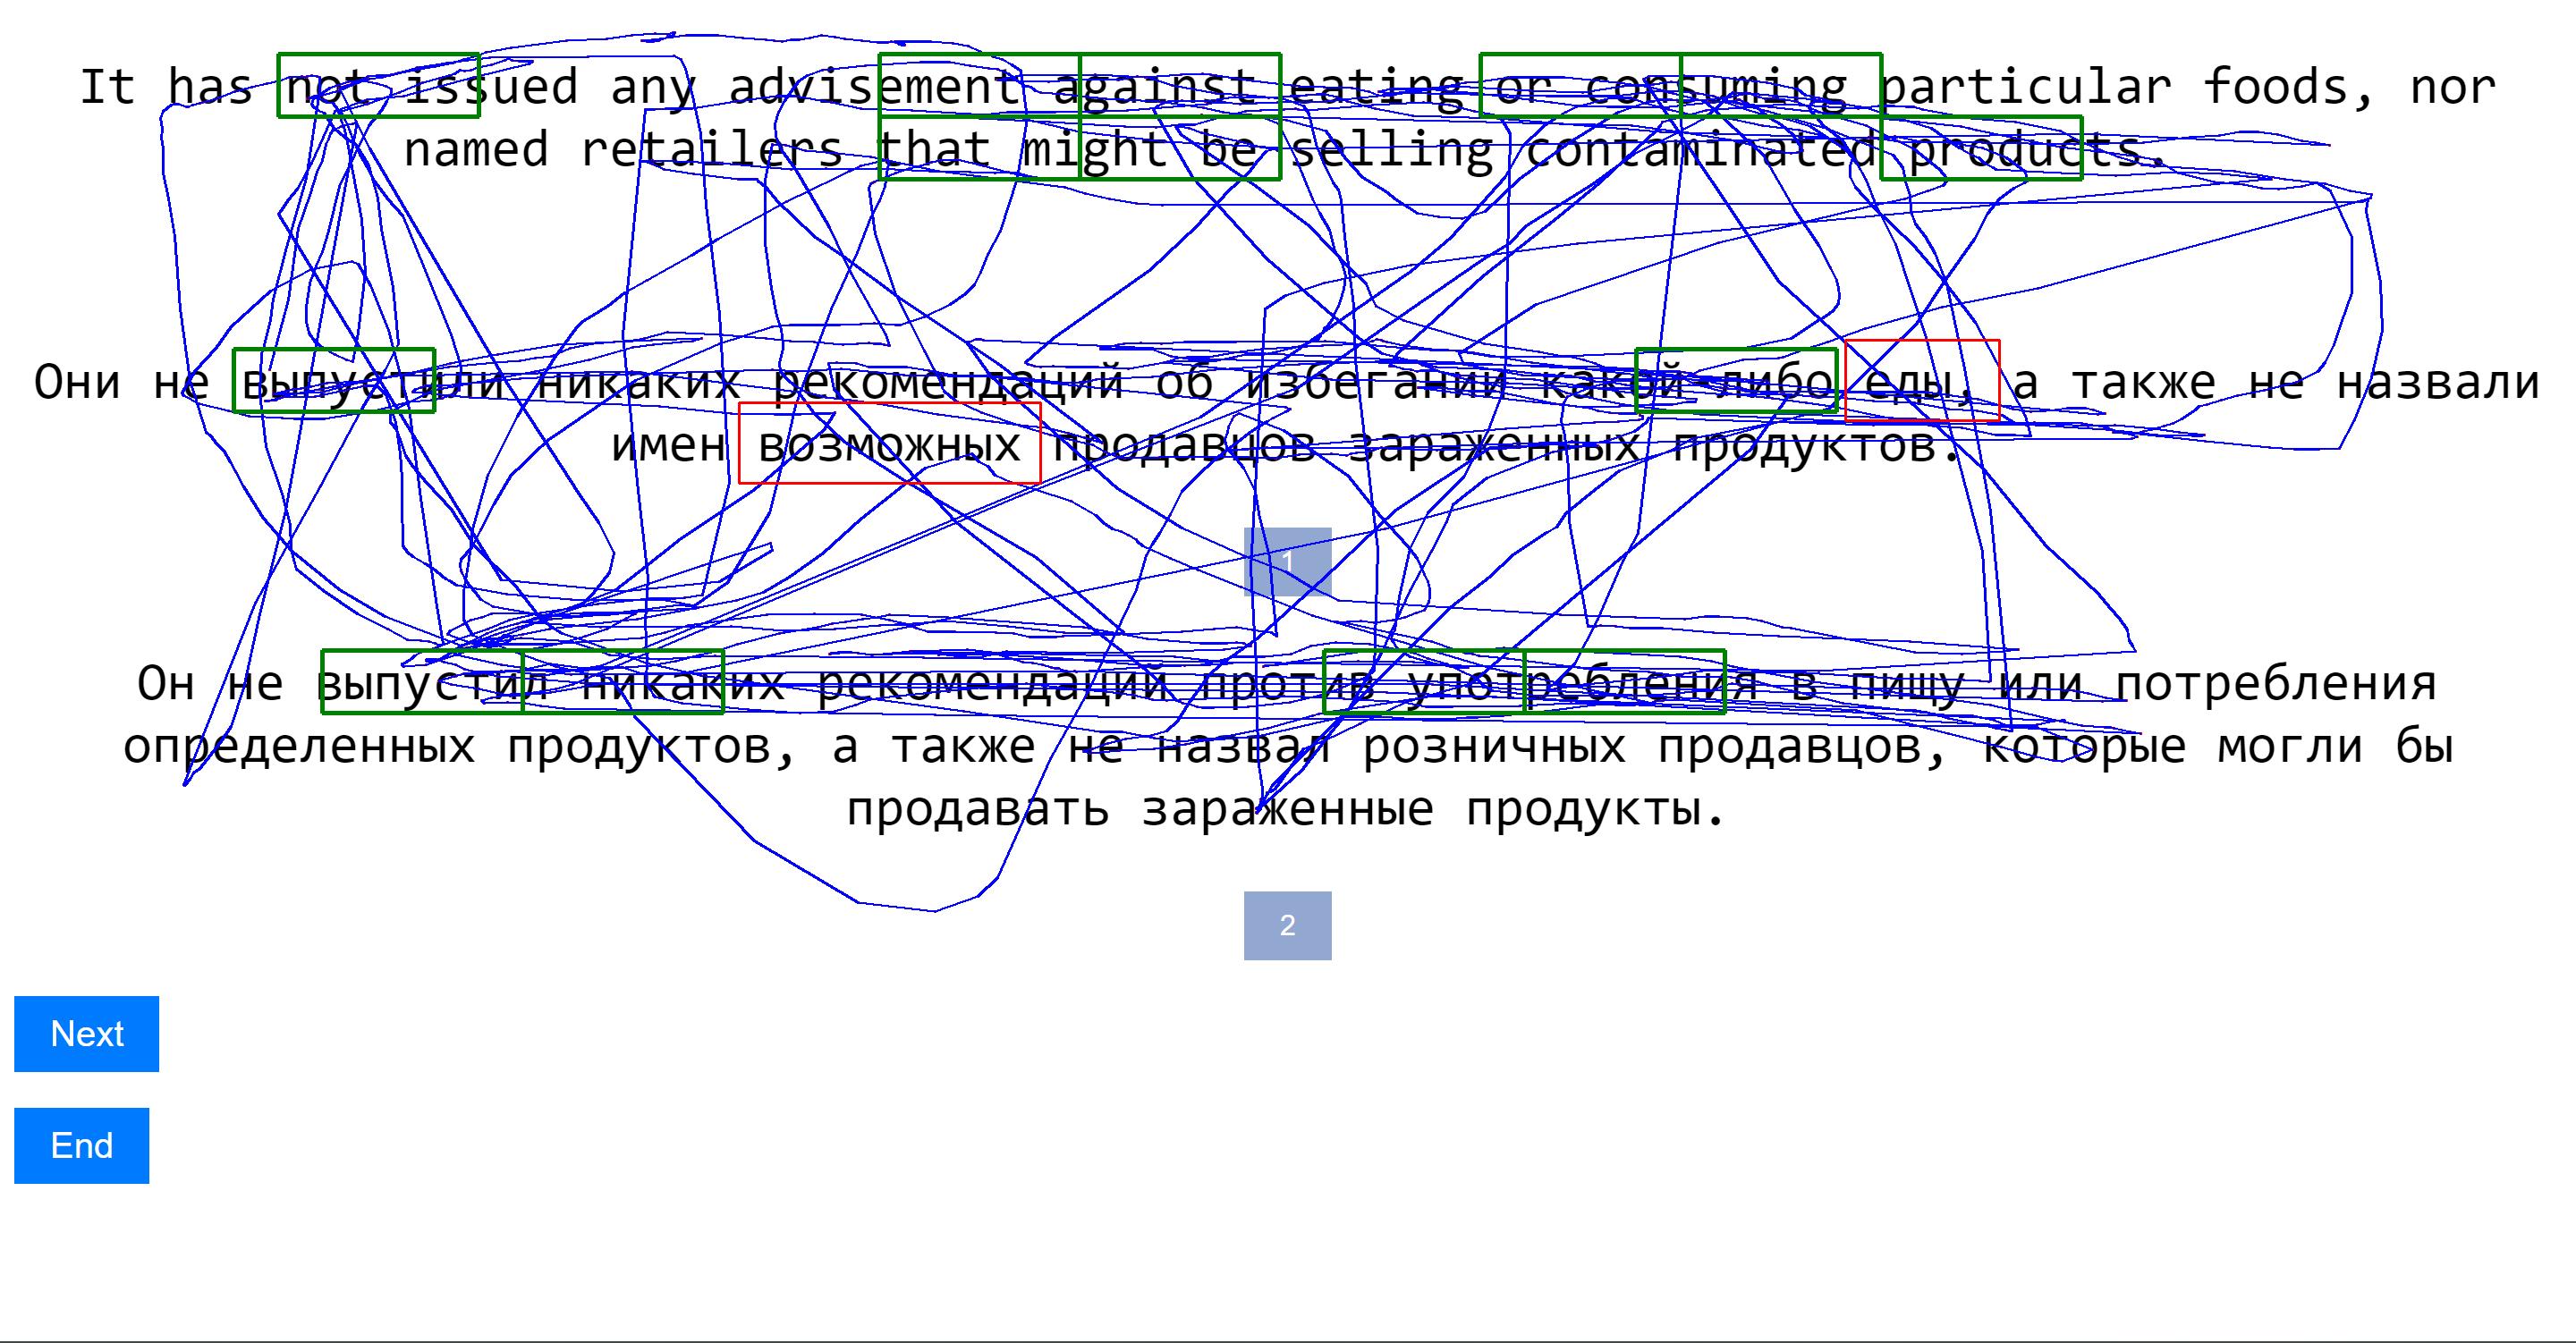 It has not issued any advisement against eating or consuming particular foods, nor
named retailers that might be selling contaminated products.
Они не выпустили никаких рекомендаций об избегании какой-либо еды, а также не назвали
имен возможных продавцов зараженных продуктов.
1
Он не выпустил никаких рекомендаций против употребления в пищу или потребления
определенных продуктов, а также не назвал розничных продавцов, которые могли бы
продавать зараженные продукты.
2
Next
End